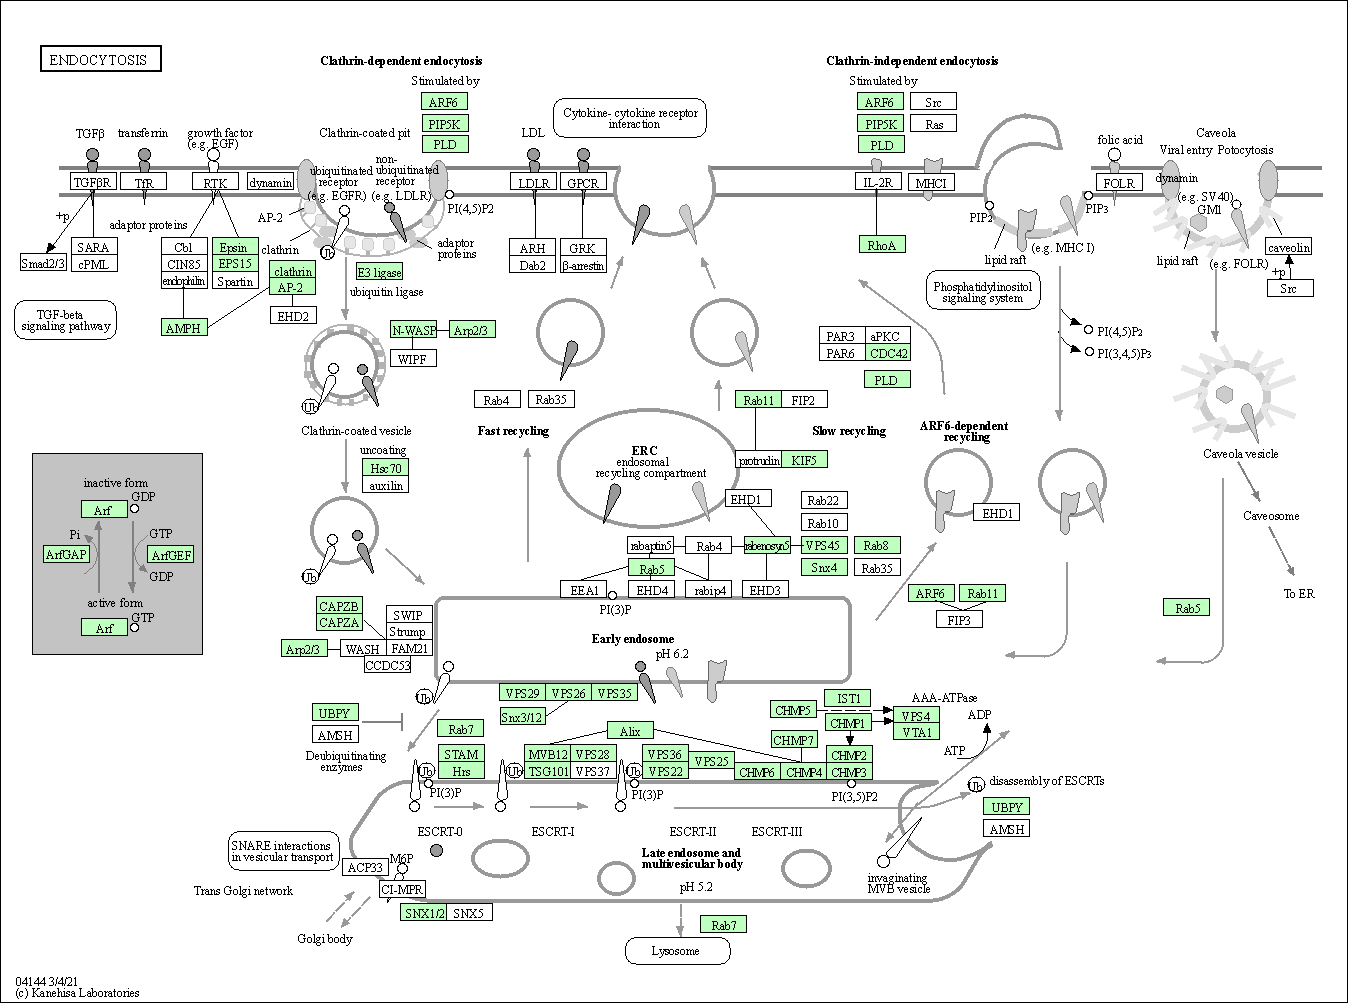 ENDOCYTOSIS
Clathrin-dependent endocytosis
Stimulated by
ARF6
PIP5K
PLD
Clathrin-independent endocytosis
Stimulated by
ARF6
Src
PIP5K
Ras
PLD
Cytokine- cytokine receptor
interaction
TGFβ
transferrin
growth factor
(e.g. EGF)
Clathrin-coated pit
LDL
folic acid
Caveola
Viral entry
Potocytosis
TGFβR
TfR
RTK
dynamin
ubiquitinated
receptor
(e.g. EGFR)
non-
ubiquitinated
receptor
(e.g. LDLR)
LDLR
GPCR
IL-2R
MHCI
FOLR
dynamin
(e.g. SV40)
GM1
PI(4,5)P2
PIP2
PIP3
+p
adaptor proteins
AP-2
clathrin
Ub
adaptor
proteins
Smad2/3
SARA
cPML
Cbl
Epsin
CIN85
EPS15
endophilin
Spartin
AMPH
clathrin
AP-2
EHD2
E3 ligase
ubiquitin ligase
ARH
Dab2
GRK
β-arrestin
RhoA
lipid raft
(e.g. MHC I)
lipid raft
(e.g. FOLR)
caveolin
+p
Src
TGF-beta
signaling pathway
Phosphatidylinositol
signaling system
N-WASP
Arp2/3
WIPF
PAR3
aPKC
PAR6
CDC42
PLD
PI(4,5)P2
PI(3,4,5)P3
Ub
Clathrin-coated vesicle
Rab4
Rab35
Rab11
FIP2
Fast recycling
Slow recycling
ARF6-dependent
recycling
Caveola vesicle
uncoating
Hsc70
auxilin
ERC
endosomal
recycling compartment
protrudin
KIF5
EHD1
Rab22
Rab10
EHD1
Caveosome
inactive form
Arf
GDP
Pi
GTP
ArfGAP
ArfGEF
GDP
active form
Arf
GTP
Ub
rabaptin5
Rab4
rabenosyn5
VPS45
Rab8
Rab5
Snx4
Rab35
EEA1
EHD4
rabip4
EHD3
PI(3)P
ARF6
Rab11
FIP3
Rab5
To ER
CAPZB
CAPZA
SWIP
Strump
Arp2/3
WASH
FAM21
CCDC53
Early endosome
pH 6.2
Ub
VPS29
VPS26
VPS35
Snx3/12
UBPY
AMSH
Deubiquitinating
enzymes
Rab7
STAM
Hrs
Alix
MVB12
VPS28
TSG101
VPS37
VPS36
VPS22
VPS25
CHMP5
IST1
CHMP1
CHMP7
CHMP2
CHMP6
CHMP4
CHMP3
AAA-ATPase
VPS4
VTA1
ADP
ATP
Ub
PI(3)P
Ub
Ub
PI(3)P
PI(3,5)P2
Ub
disassembly of ESCRTs
UBPY
AMSH
ESCRT-0
ESCRT-I
ESCRT-II
ESCRT-III
SNARE interactions
in vesicular transport
ACP33
M6P
CI-MPR
Late endosome and
multivesicular body
pH 5.2
invaginating
MVB vesicle
Trans Golgi network
SNX1/2
SNX5
Golgi body
Rab7
Lysosome
04144 3/4/21
(c) Kanehisa Laboratories